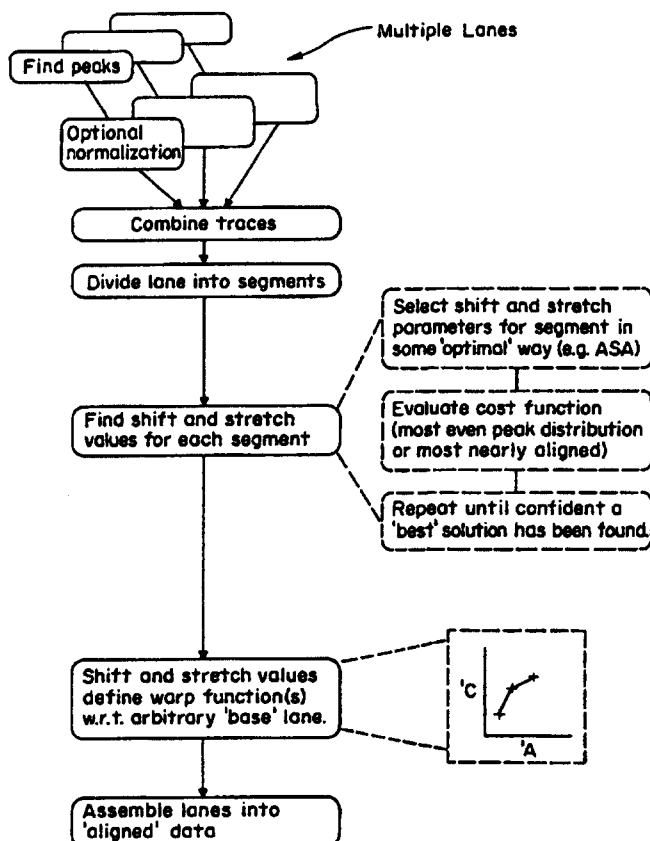 Multiple Lanes
Find peaks
Optional
normalization
Combine traces
Divide lane into segments
Select shift and stretch
parameters for segment in
some 'optimal' way (e.g. ASA)
Find shift and stretch
values for each segment
Evaluate cost function
(most even peak distribution
or most nearly aligned)
Repeat until confident a
'best' solution has been found.
Shift and stretch values
define warp function(s)
w.r.t. arbitrary 'base' lane.
'C
'A
Assemble lanes into
'aligned' data